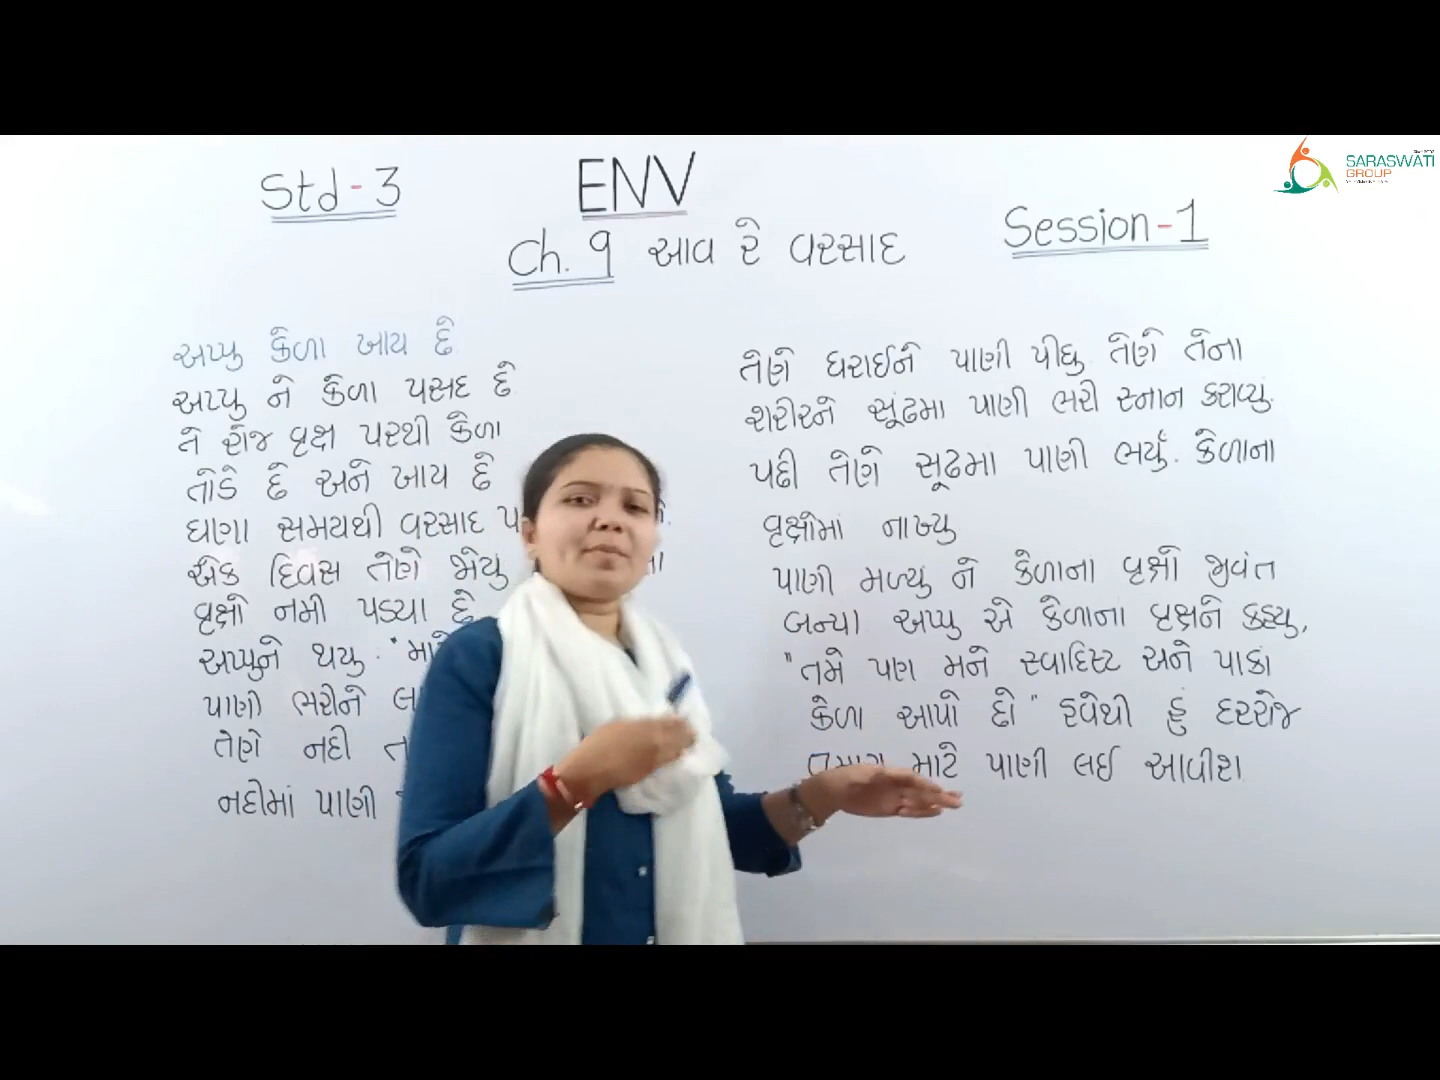 Std-3
ENV
Session-1
Ch. 9 આવ રે વરસાદ
SARASWATI
GROUP
અપ્પુ કેળા ખાય છે
અપ્પુ ને કેળા પસદ છે
તે રોજ વૃક્ષ પરથી કેળા
તોડે છે અને ખાય છે
ઘાણા સમયથી વરસાદ
એક દિવસ તેણે જોયુ
વૃક્ષો નમી પડ્યા છે
અપ્પુને થયુ
પાણી ભરીને
તેણે નદી
નદીમાં પાણી
તેણે ધરાઈને પાણી પીધુ તેણે તેના
શરીરને સૂંઢમા પાણી ભરી સ્નાન કરાવ્યું.
પછી તેણે સૂઢમા પાણી ભર્યું. કેળાના
વૃક્ષોમાં નાખ્યુ
પાણી મળ્યુ ને કેળાના વૃક્ષો જીવંત
બન્યા અપ્પુ એ કેળાના વૃક્ષને કહ્યુ,
"તમે પણ મને સ્વાદિસ્ટ અને પાકા
કેળા આપો છો" હવેથી હું દરરોજ
માટે પાણી લઈ આવીશ.